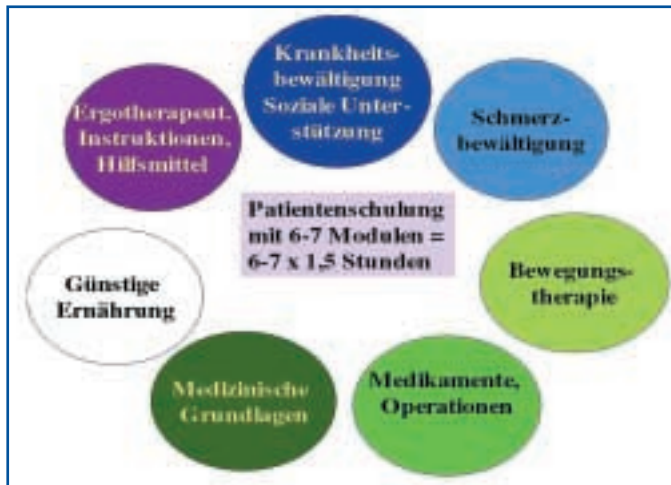 Krankheits-
bewältigung
Soziale Unter-
stützung
Schmerz-
bewältigung
Bewegungs-
therapie
Medikamente,
Operationen
Medizinische
Grundlagen
Günstige
Ernährung
Ergotherapeut.
Instruktionen,
Hilfsmittel
Patientenschulung
mit 6-7 Modulen =
6-7 x 1,5 Stunden